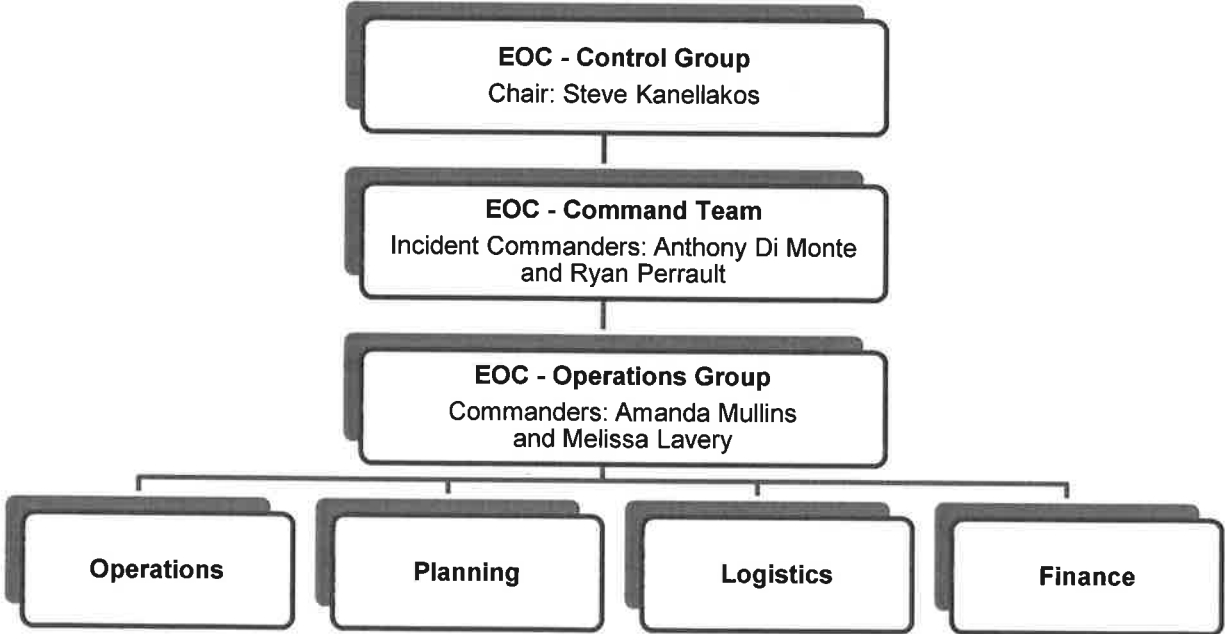 EOC - Control Group
Chair: Steve Kanellakos
EOC - Command Team
Incident Commanders: Anthony Di Monte
and Ryan Perrault
EOC - Operations Group
Commanders: Amanda Mullins
and Melissa Lavery
Operations
Planning
Logistics
Finance